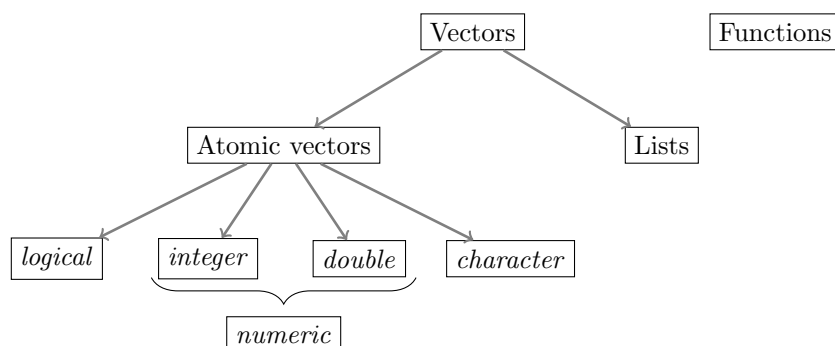 Vectors Functions
Atomic vectors Lists
logical integer double character
numeric